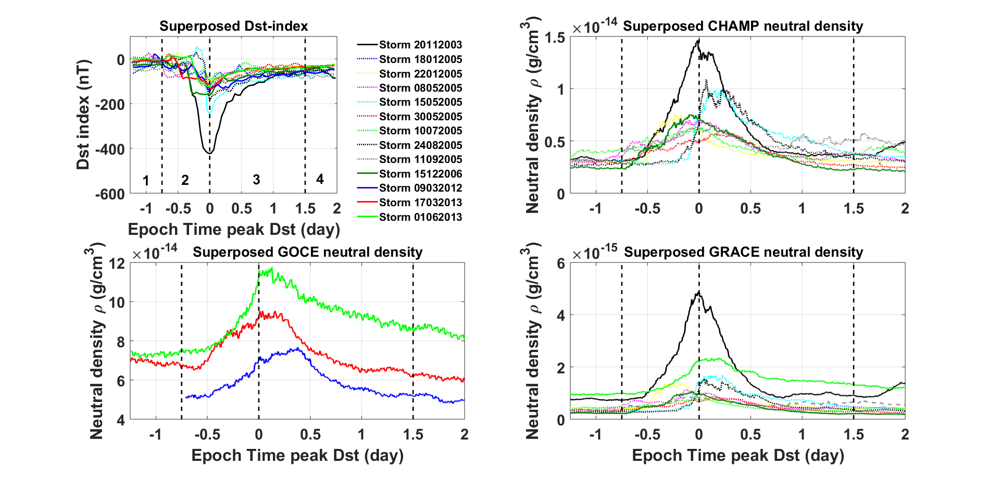 Superposed Dst-index
Dst index (nT)
0
-200
-400
-600
1
2
3
4
-1
-0.5
0
0.5
1
1.5
2
Epoch Time peak Dst (day)
Storm 20112003
Storm 18012005
Storm 22012005
Storm 08052005
Storm 15052005
Storm 30052005
Storm 10072005
Storm 24082005
Storm 11092005
Storm 15122006
Storm 09032012
Storm 17032013
Storm 01062013
×10-14 Superposed CHAMP neutral density
Neutral density ρ (g/cm3)
1.5
1
0.5
0
-1
-0.5
0
0.5
1
1.5
2
×10-14 Superposed GOCE neutral density
Neutral density ρ (g/cm3)
12
10
8
6
4
-1
-0.5
0
0.5
1
1.5
2
Epoch Time peak Dst (day)
×10-15 Superposed GRACE neutral density
Neutral density ρ (g/cm3)
6
4
2
0
-1
-0.5
0
0.5
1
1.5
2
Epoch Time peak Dst (day)